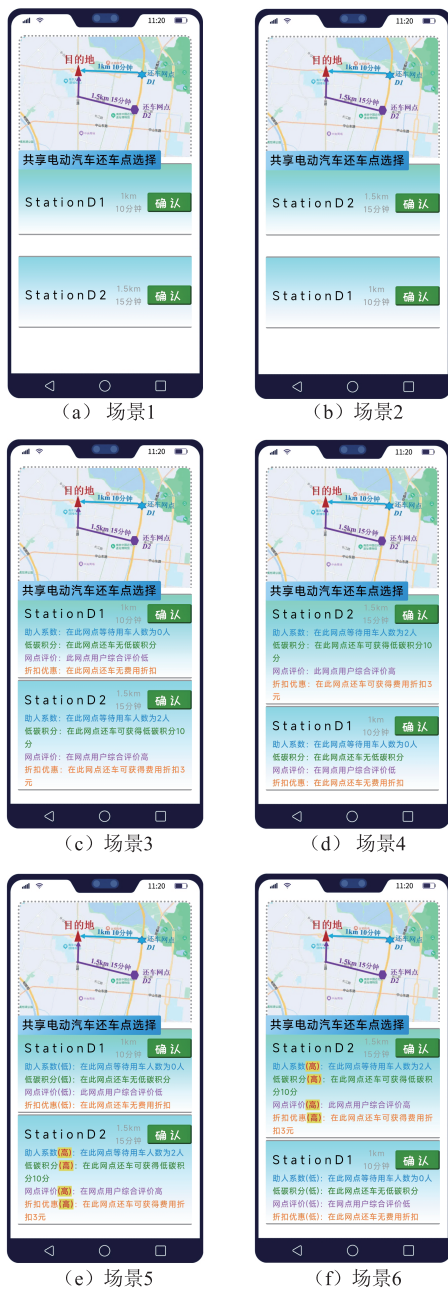 11:20
目的地
1km 10分钟
还车网点
D1
1.5km 15分钟
还车网点
D2
共享电动汽车还车点选择
StationD1
1km
10分钟
确认
StationD2
1.5km
15分钟
确认
(a) 场景1
11:20
目的地
1km 10分钟
还车网点
D1
1.5km 15分钟
还车网点
D2
共享电动汽车还车点选择
StationD2
1.5km
15分钟
确认
StationD1
1km
10分钟
确认
(b) 场景2
11:20
目的地
1km 10分钟
还车网点
D1
1.5km 15分钟
还车网点
D2
共享电动汽车还车点选择
StationD1
1km
10分钟
确认
助人系数：在此网点等待用车人数为0人
低碳积分：在此网点还车无低碳积分
网点评价：此网点用户综合评价低
折扣优惠：在此网点还车无费用折扣
StationD2
1.5km
15分钟
确认
助人系数：在此网点等待用车人数为2人
低碳积分：在此网点还车可获得低碳积分10
分
网点评价：在网点用户综合评价高
折扣优惠：在此网点还车可获得费用折扣3
元
(c) 场景3
11:20
目的地
1km 10分钟
还车网点
D1
1.5km 15分钟
还车网点
D2
共享电动汽车还车点选择
StationD2
1.5km
15分钟
确认
助人系数：在此网点等待用车人数为2人
低碳积分：在此网点还车可获得低碳积分10
分
网点评价：此网点用户综合评价高
折扣优惠：在此网点还车可获得费用折扣3
元
StationD1
1km
10分钟
确认
助人系数：在此网点等待用车人数为0人
低碳积分：在此网点还车无低碳积分
网点评价：在网点用户综合评价低
折扣优惠：在此网点还车无费用折扣
(d) 场景4
11:20
目的地
1km 10分钟
还车网点
D1
1.5km 15分钟
还车网点
D2
共享电动汽车还车点选择
StationD1
1km
10分钟
确认
助人系数(低)：在此网点等待用车人数为0人
低碳积分(低)：在此网点还车无低碳积分
网点评价(低)：此网点用户综合评价低
折扣优惠(低)：在此网点还车无费用折扣
StationD2
1.5km
15分钟
确认
助人系数(高)：在此网点等待用车人数为2人
低碳积分(高)：在此网点还车可获得低碳积
分10分
网点评价(高)：在网点用户综合评价高
折扣优惠(高)：在此网点还车可获得费用折
扣3元
(e) 场景5
11:20
目的地
1km 10分钟
还车网点
D1
1.5km 15分钟
还车网点
D2
共享电动汽车还车点选择
StationD2
1.5km
15分钟
确认
助人系数(高)：在此网点等待用车人数为2人
低碳积分(高)：在此网点还车可获得低碳积
分10分
网点评价(高)：此网点用户综合评价高
折扣优惠(高)：在此网点还车可获得费用折
扣3元
StationD1
1km
10分钟
确认
助人系数(低)：在此网点等待用车人数为0人
低碳积分(低)：在此网点还车无低碳积分
网点评价(低)：在网点用户综合评价低
折扣优惠(低)：在此网点还车无费用折扣
(f) 场景6